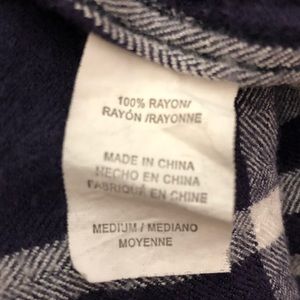 100% RAYON/
RAYÓN /RAYONNE
MADE IN CHINA
HECHO EN CHINA
FABRIQUÉ EN CHINE
MEDIUM / MEDIANO
MOYENNE